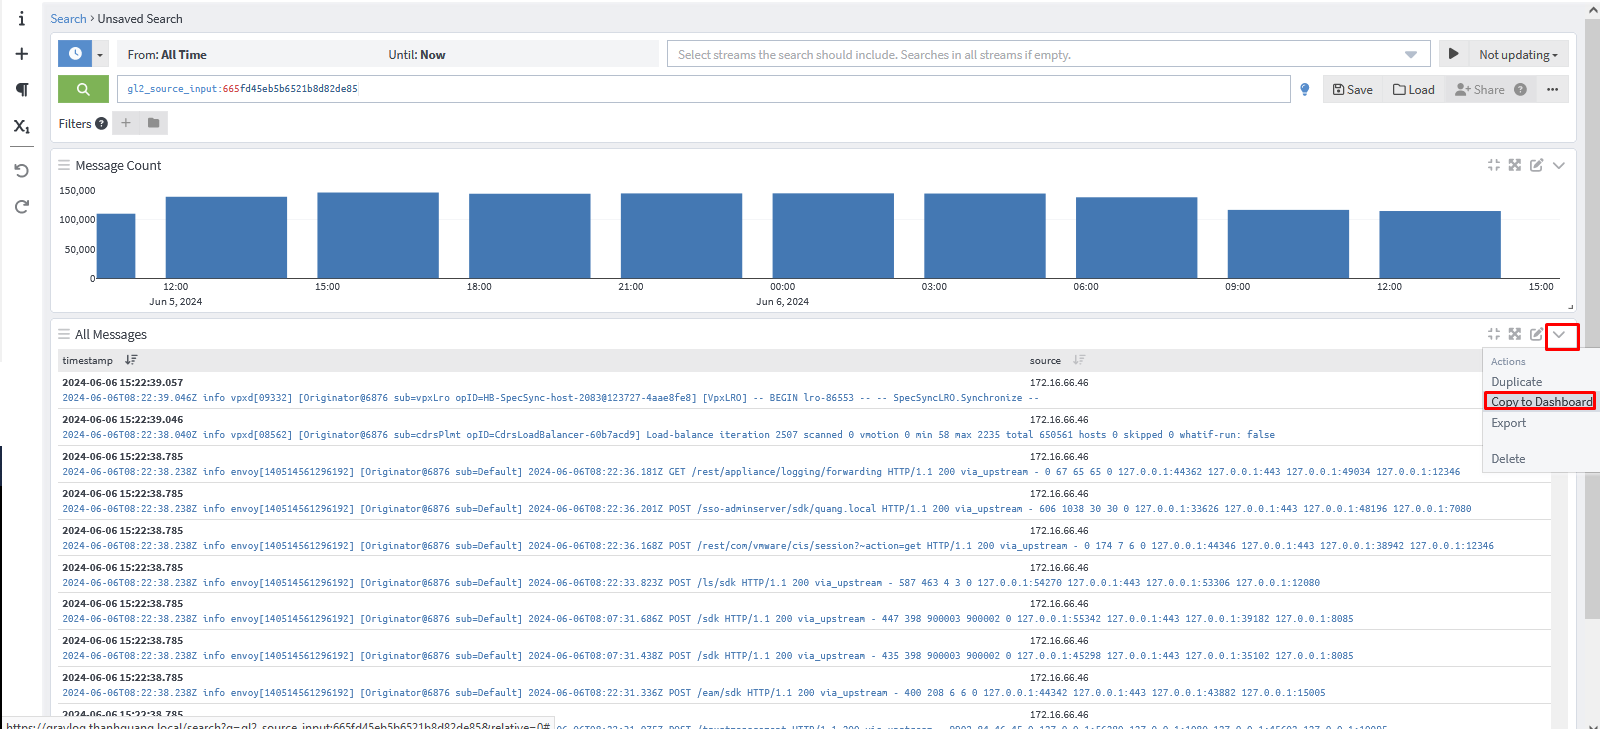 Search › Unsaved Search
From: All Time Until: Now Select streams the search should include. Searches in all streams if empty. Not updating
gl2_source_input:665fd45eb5b6521b8d82de85 Save Load Share ? ...
Filters ? +
Message Count
150,000
100,000
50,000
0
12:00 15:00 18:00 21:00 00:00 03:00 06:00 09:00 12:00 15:00
Jun 5, 2024 Jun 6, 2024
All Messages
timestamp source
Actions
Duplicate
Copy to Dashboard
Export
Delete
2024-06-06 15:22:39.057 172.16.66.46
2024-06-06T08:22:39.046Z info vpxd[09332] [Originator@6876 sub=vpxLro opID=HB-SpecSync-host-2083@123727-4aae8fe8] [VpxLRO] -- BEGIN lro-86553 -- -- SpecSyncLRO.Synchronize --
2024-06-06 15:22:39.046 172.16.66.46
2024-06-06T08:22:38.040Z info vpxd[08562] [Originator@6876 sub=cdrsPlmt opID=CdrsLoadBalancer-60b7acd9] Load-balance iteration 2507 scanned 0 vmotion 0 min 58 max 2235 total 650561 hosts 0 skipped 0 whatif-run: false
2024-06-06 15:22:38.785 172.16.66.46
2024-06-06T08:22:38.238Z info envoy[140514561296192] [Originator@6876 sub=Default] 2024-06-06T08:22:36.181Z GET /rest/appliance/logging/forwarding HTTP/1.1 200 via_upstream - 0 67 65 65 0 127.0.0.1:44362 127.0.0.1:443 127.0.0.1:49034 127.0.0.1:12346
2024-06-06 15:22:38.785 172.16.66.46
2024-06-06T08:22:38.238Z info envoy[140514561296192] [Originator@6876 sub=Default] 2024-06-06T08:22:36.201Z POST /sso-adminserver/sdk/quang.local HTTP/1.1 200 via_upstream - 606 1038 30 30 0 127.0.0.1:33626 127.0.0.1:443 127.0.0.1:48196 127.0.0.1:7080
2024-06-06 15:22:38.785 172.16.66.46
2024-06-06T08:22:38.238Z info envoy[140514561296192] [Originator@6876 sub=Default] 2024-06-06T08:22:36.168Z POST /rest/com/vmware/cis/session?~action=get HTTP/1.1 200 via_upstream - 0 174 7 6 0 127.0.0.1:44346 127.0.0.1:443 127.0.0.1:38942 127.0.0.1:12346
2024-06-06 15:22:38.785 172.16.66.46
2024-06-06T08:22:38.238Z info envoy[140514561296192] [Originator@6876 sub=Default] 2024-06-06T08:22:33.823Z POST /ls/sdk HTTP/1.1 200 via_upstream - 587 463 4 3 0 127.0.0.1:54270 127.0.0.1:443 127.0.0.1:53306 127.0.0.1:12080
2024-06-06 15:22:38.785 172.16.66.46
2024-06-06T08:22:38.238Z info envoy[140514561296192] [Originator@6876 sub=Default] 2024-06-06T08:07:31.686Z POST /sdk HTTP/1.1 200 via_upstream - 447 398 900003 900002 0 127.0.0.1:55342 127.0.0.1:443 127.0.0.1:39182 127.0.0.1:8085
2024-06-06 15:22:38.785 172.16.66.46
2024-06-06T08:22:38.238Z info envoy[140514561296192] [Originator@6876 sub=Default] 2024-06-06T08:07:31.438Z POST /sdk HTTP/1.1 200 via_upstream - 435 398 900003 900002 0 127.0.0.1:45298 127.0.0.1:443 127.0.0.1:35102 127.0.0.1:8085
2024-06-06 15:22:38.785 172.16.66.46
2024-06-06T08:22:38.238Z info envoy[140514561296192] [Originator@6876 sub=Default] 2024-06-06T08:22:31.336Z POST /eam/sdk HTTP/1.1 200 via_upstream - 400 208 6 6 0 127.0.0.1:44342 127.0.0.1:443 127.0.0.1:43882 127.0.0.1:15005
2024-06-06 15:22:38.785 172.16.66.46
https://graylog.thanhquang.local/search?q=gl2_source_input:665fd45eb5b6521b8d82de85&relative=0#